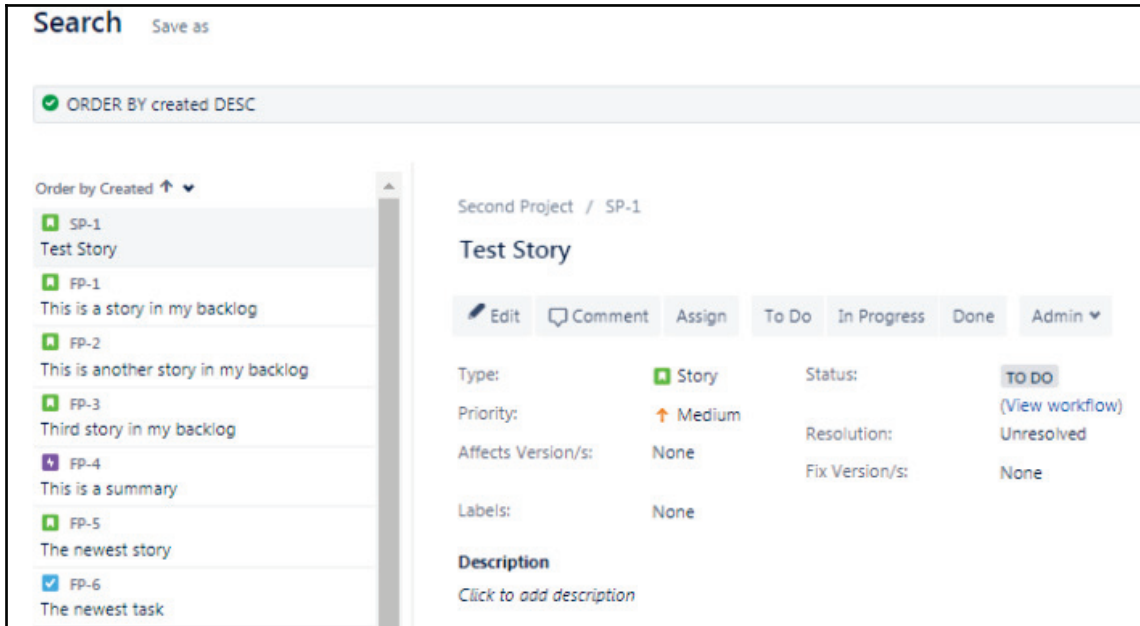 Search Save as
ORDER BY created DESC
Order by Created
SP-1
Test Story
FP-1
This is a story in my backlog
FP-2
This is another story in my backlog
FP-3
Third story in my backlog
FP-4
This is a summary
FP-5
The newest story
FP-6
The newest task
Second Project / SP-1
Test Story
Edit Comment Assign To Do In Progress Done Admin
Type: Story
Priority: Medium
Affects Version/s: None
Labels: None
Status: TO DO
(View workflow)
Resolution: Unresolved
Fix Version/s: None
Description
Click to add description